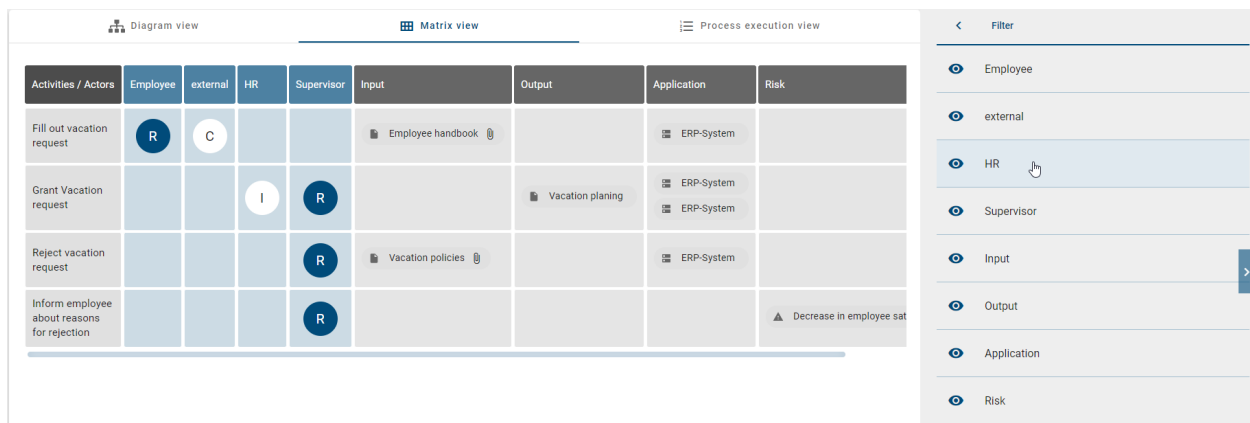 Diagram view
Matrix view
Process execution view
Filter
Activities / Actors
Employee
external
HR
Supervisor
Input
Output
Application
Risk
Fill out vacation
request
R
C
Employee handbook
ERP-System
Grant Vacation
request
I
R
Vacation planing
ERP-System
ERP-System
Reject vacation
request
R
Vacation policies
ERP-System
Inform employee
about reasons
for rejection
R
Decrease in employee sat
Employee
external
HR
Supervisor
Input
Output
Application
Risk